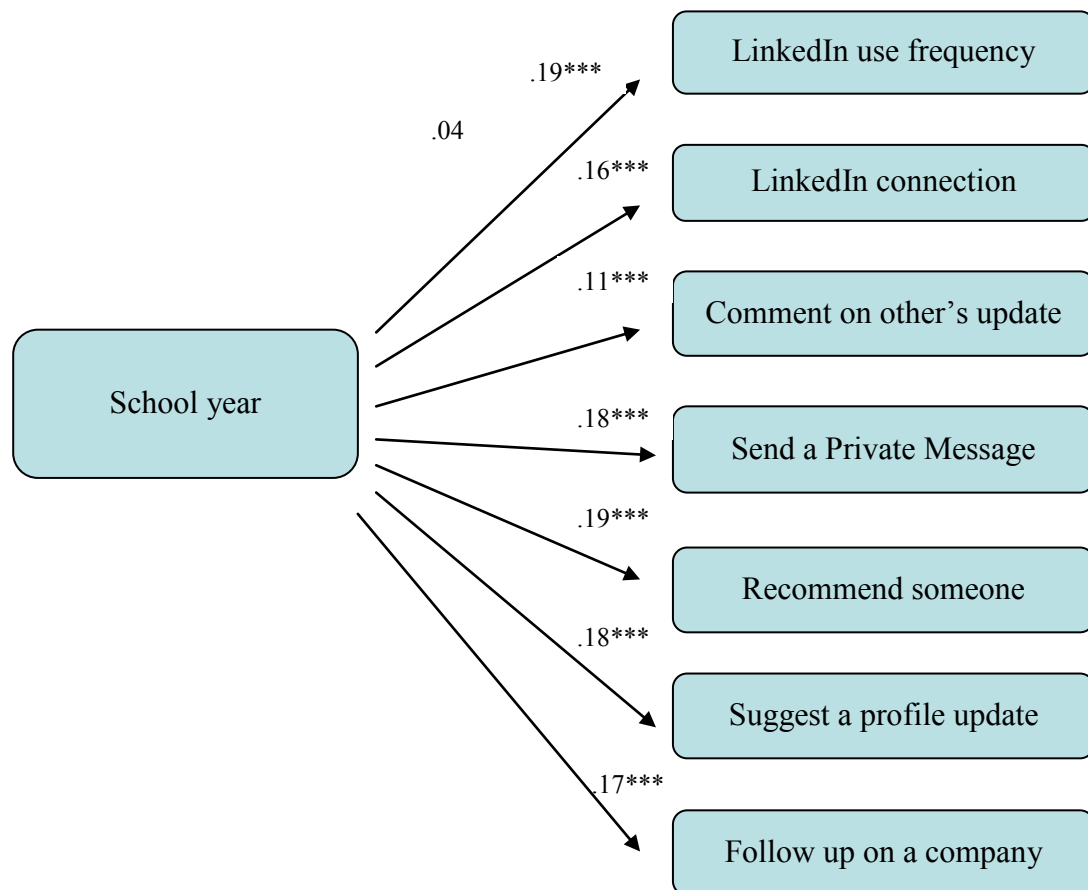 LinkedIn use frequency
.19***
.04
.16***
LinkedIn connection
.11***
Comment on other’s update
School year
.18***
Send a Private Message
.19***
Recommend someone
.18***
Suggest a profile update
.17***
Follow up on a company